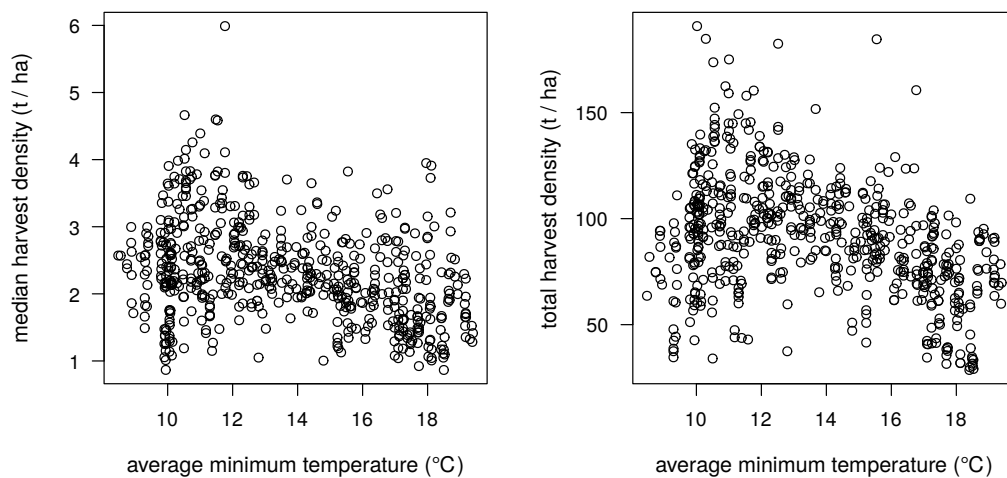 median harvest density (t / ha)
6
5
4
3
2
1
10 12 14 16 18
average minimum temperature (°C)
total harvest density (t / ha)
150
100
50
10 12 14 16 18
average minimum temperature (°C)